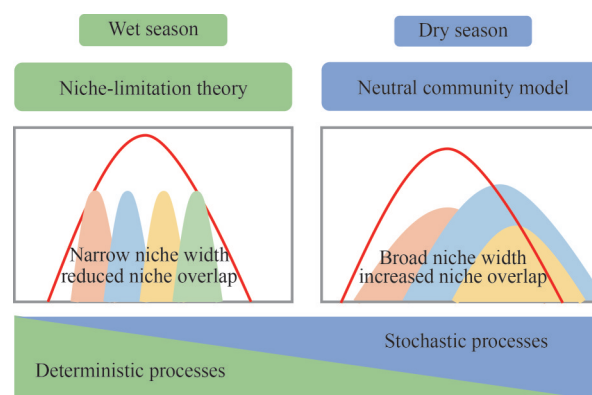 Wet season
Dry season
Niche-limitation theory
Neutral community model
Narrow niche width
reduced niche overlap
Broad niche width
increased niche overlap
Stochastic processes
Deterministic processes